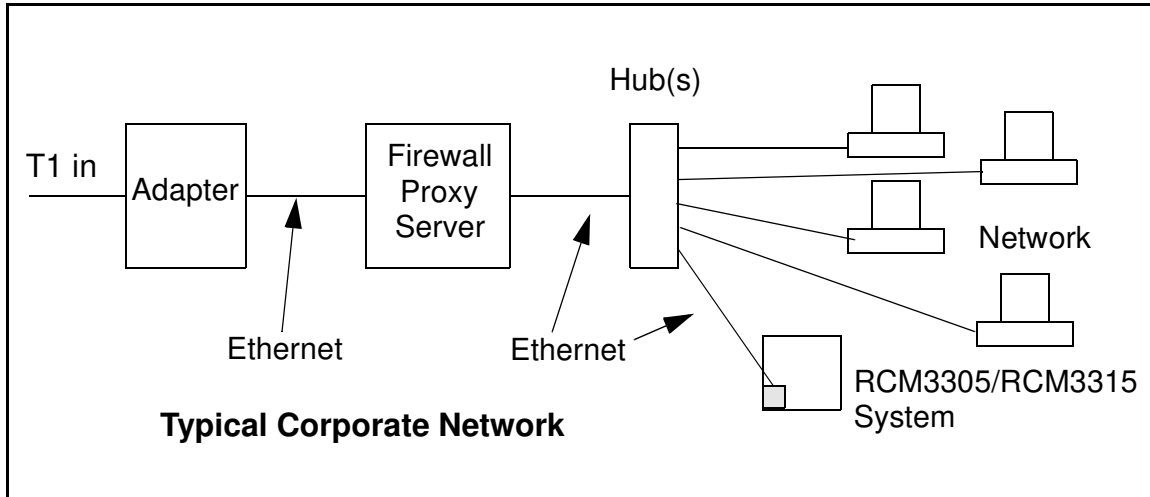 Hub(s)
T1 in
Adapter
Firewall
Proxy
Server
Network
Ethernet
Ethernet
RCM3305/RCM3315
System
Typical Corporate Network